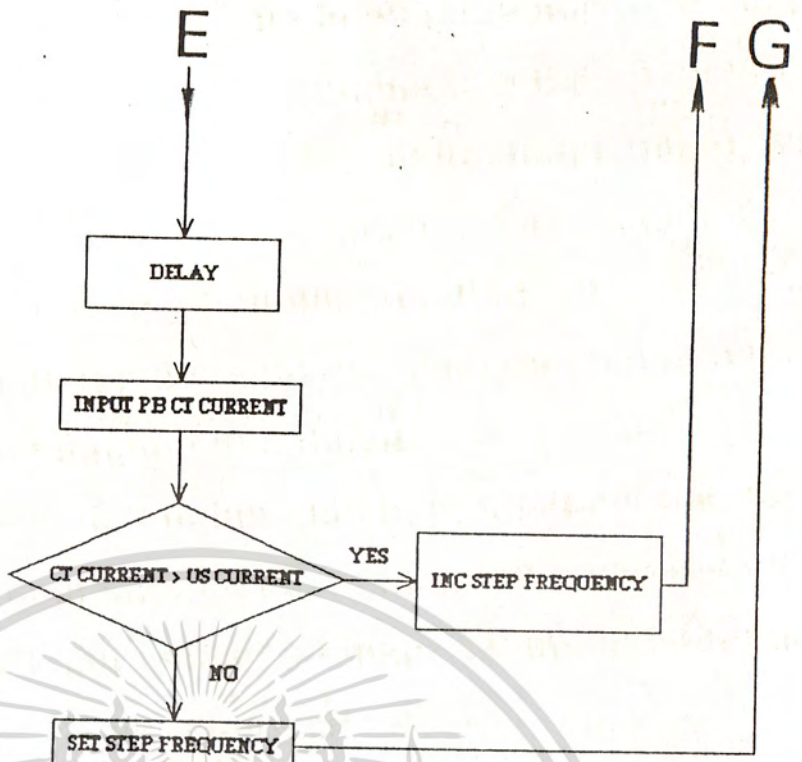 E
F G
DELAY
INPUT PB CT CURRENT
CT CURRENT > US CURRENT
YES
INC STEP FREQUENCY
NO
SET STEP FREQUENCY